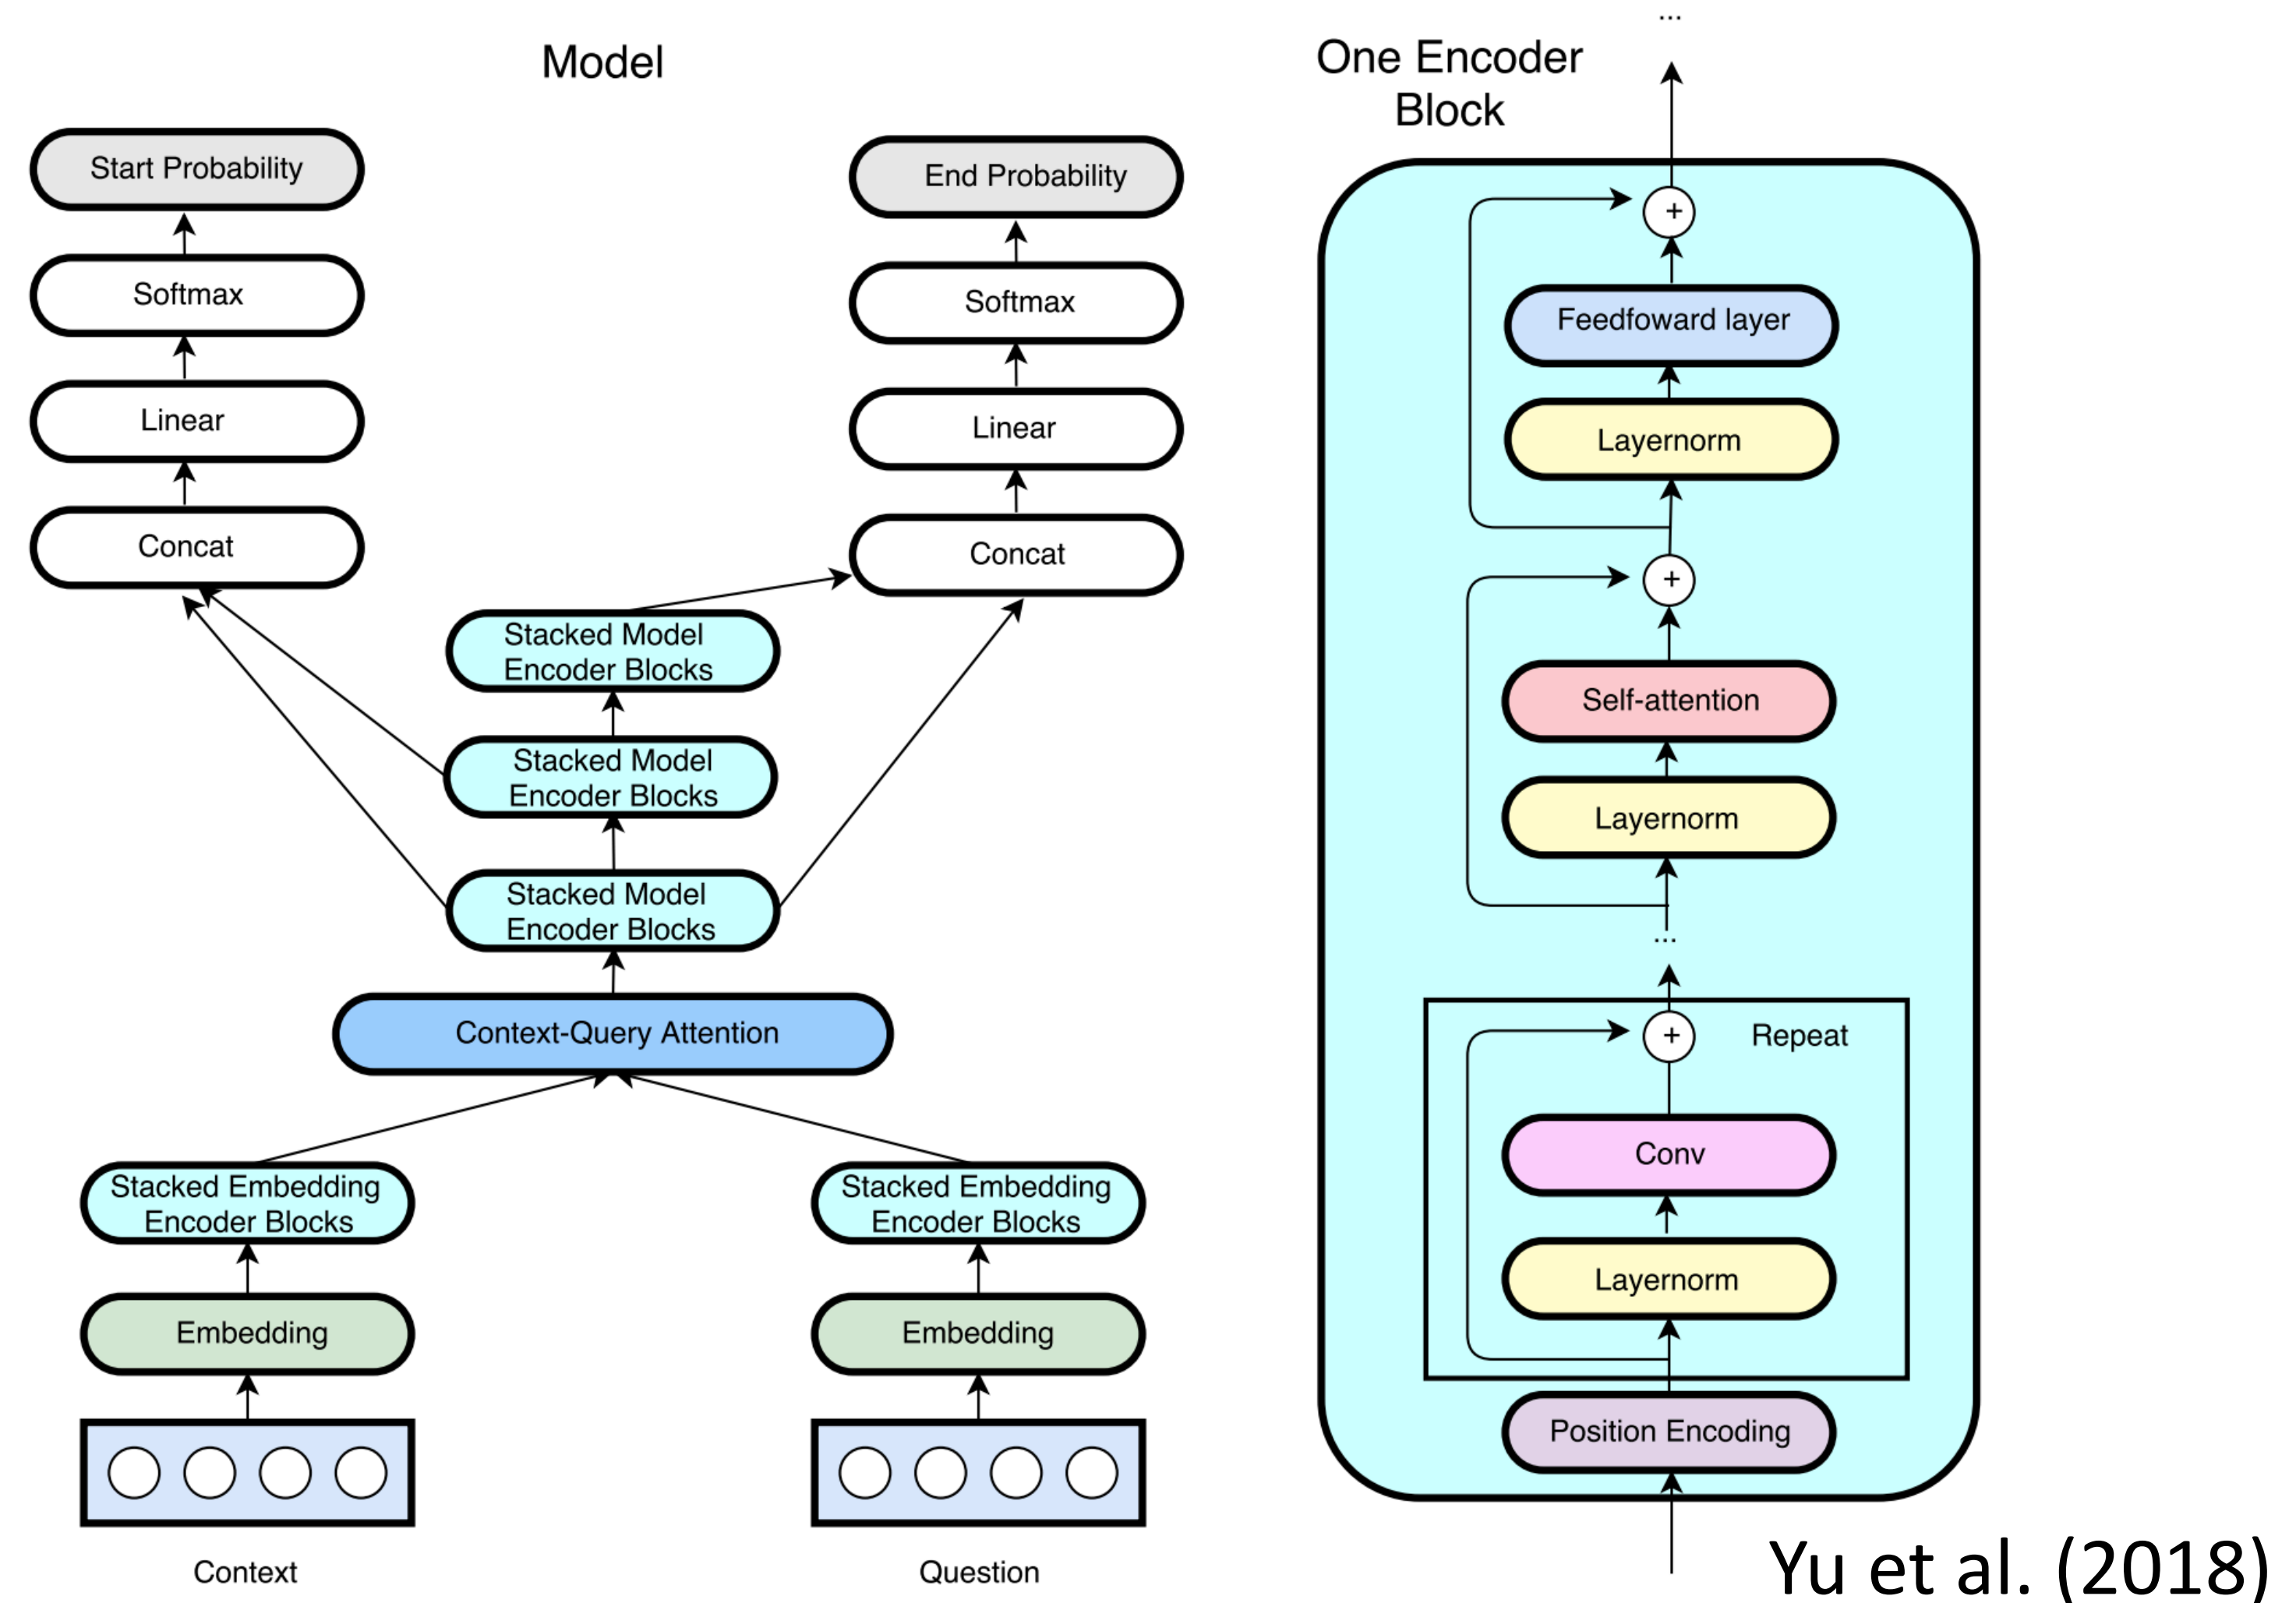 Model
Start Probability
Softmax
Linear
Concat
End Probability
Softmax
Linear
Concat
Stacked Model
Encoder Blocks
Stacked Model
Encoder Blocks
Stacked Model
Encoder Blocks
Context-Query Attention
Stacked Embedding
Encoder Blocks
Embedding
Context
Stacked Embedding
Encoder Blocks
Embedding
Question
...
One Encoder
Block
+
Feedfoward layer
Layernorm
+
Self-attention
Layernorm
...
+
Repeat
Conv
Layernorm
Position Encoding
Yu et al. (2018)